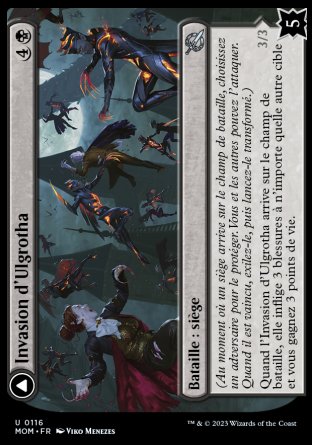 Invasion d'Ulgrotha
4
Bataille : siège
(Au moment où un siège arrive sur le champ de bataille, choisissez
un adversaire pour le protéger. Vous et les autres pouvez l'attaquer.
Quand il est vaincu, exilez-le, puis lancez-le transformé.)
Quand l'Invasion d'Ulgrotha arrive sur le champ de
bataille, elle inflige 3 blessures à n'importe quelle autre cible
et vous gagnez 3 points de vie.
3/3
5
U 0116
MOM • FR Viko Menezes
™ & © 2023 Wizards of the Coast